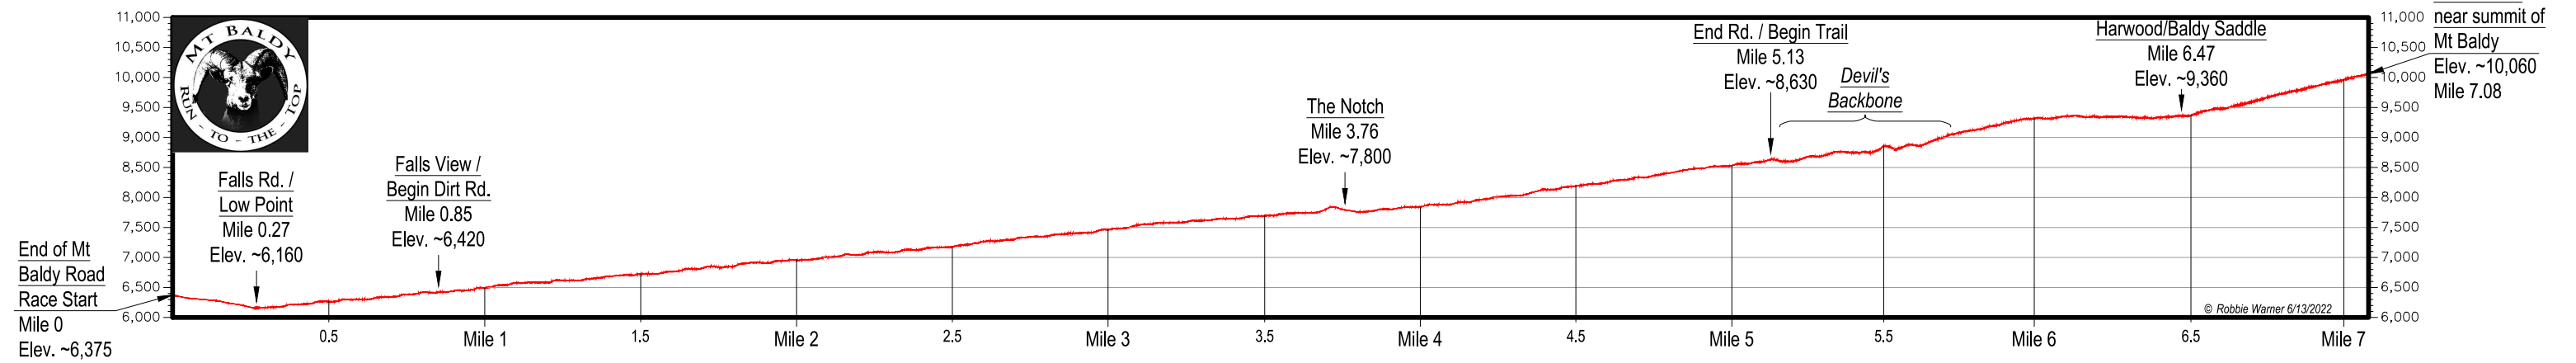 11,000
10,500
10,000
9,500
9,000
8,500
8,000
7,500
7,000
6,500
6,000
MT BALDY
RUN - TO - THE - TOP
End of Mt
Baldy Road
Race Start
Mile 0
Elev. ~6,375
Falls Rd. /
Low Point
Mile 0.27
Elev. ~6,160
Falls View /
Begin Dirt Rd.
Mile 0.85
Elev. ~6,420
The Notch
Mile 3.76
Elev. ~7,800
End Rd. / Begin Trail
Mile 5.13
Elev. ~8,630
Devil's
Backbone
Harwood/Baldy Saddle
Mile 6.47
Elev. ~9,360
near summit of
Mt Baldy
Elev. ~10,060
Mile 7.08
11,000
10,500
10,000
9,500
9,000
8,500
8,000
7,500
7,000
6,500
6,000
© Robbie Warner 6/13/2022
0.5
Mile 1
1.5
Mile 2
2.5
Mile 3
3.5
Mile 4
4.5
Mile 5
5.5
Mile 6
6.5
Mile 7